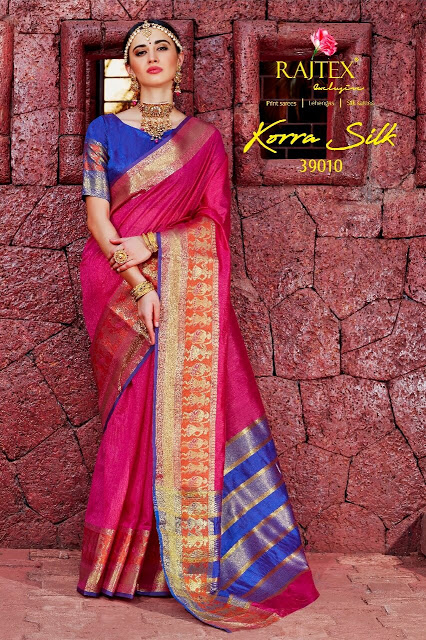 RAJTEX®
Exclusive
Print sarees | Lehengas | Silk sarees
Korra Silk
39010